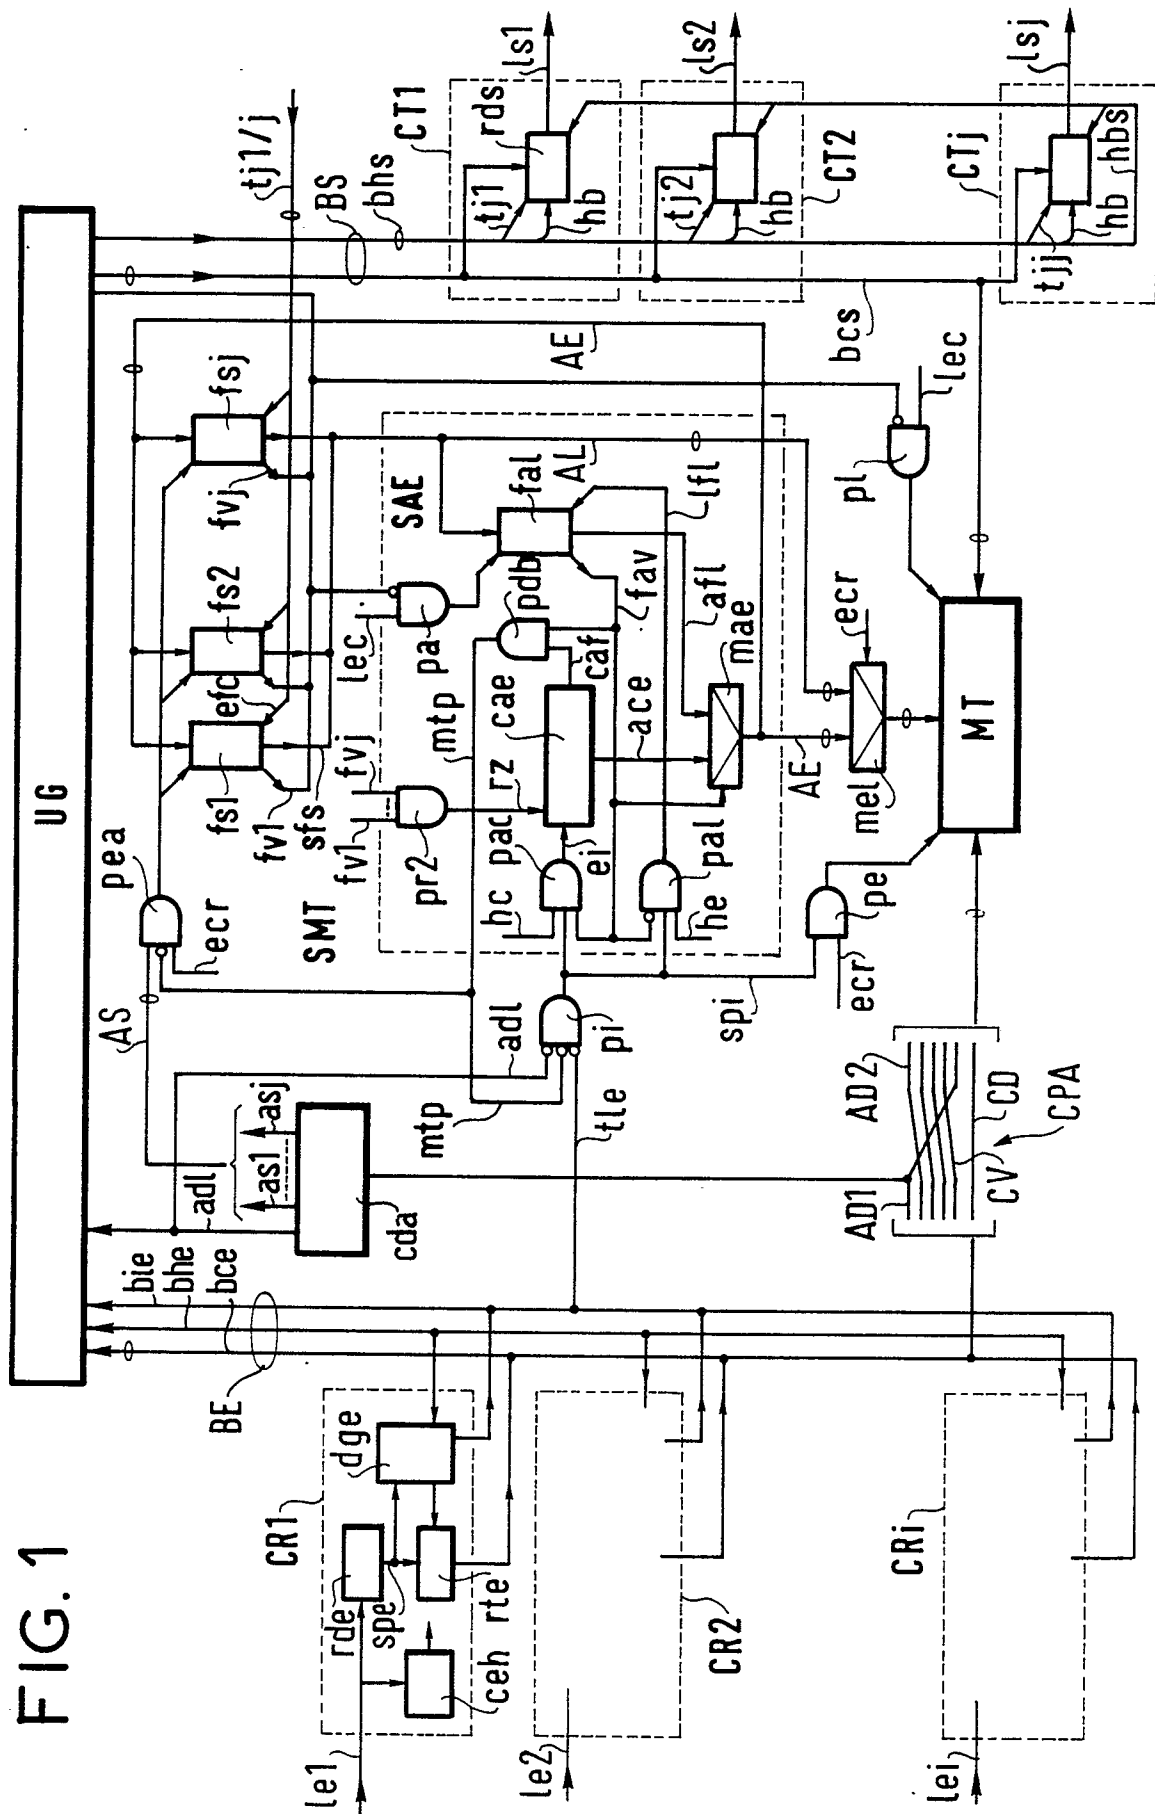 FIG. 1
UG
BE
bie
bhe
bce
adl
as1
asj
AS
pea
ecr
cda
adl
mtp
tle
pi
spi
le1
CR1
rde
dge
spe
rte
ceh
le2
CR2
lei
CRi
AD1
AD2
CV
CD
CPA
fs1
fv1
sfs
efc
fs2
fvj
fsj
tj1/j
BS
bhs
AE
SMT
SAE
fv1
fvj
pr2
mtp
lec
pa
pdb
fal
AL
lfl
fav
afl
caf
cae
rz
ace
mae
hc
pac
ei
pal
he
AE
ecr
mel
pe
ecr
MT
pl
lec
bcs
CT1
rds
tj1
hb
ls1
CT2
tj2
hb
ls2
CTj
tjj
hb
hbs
lsj